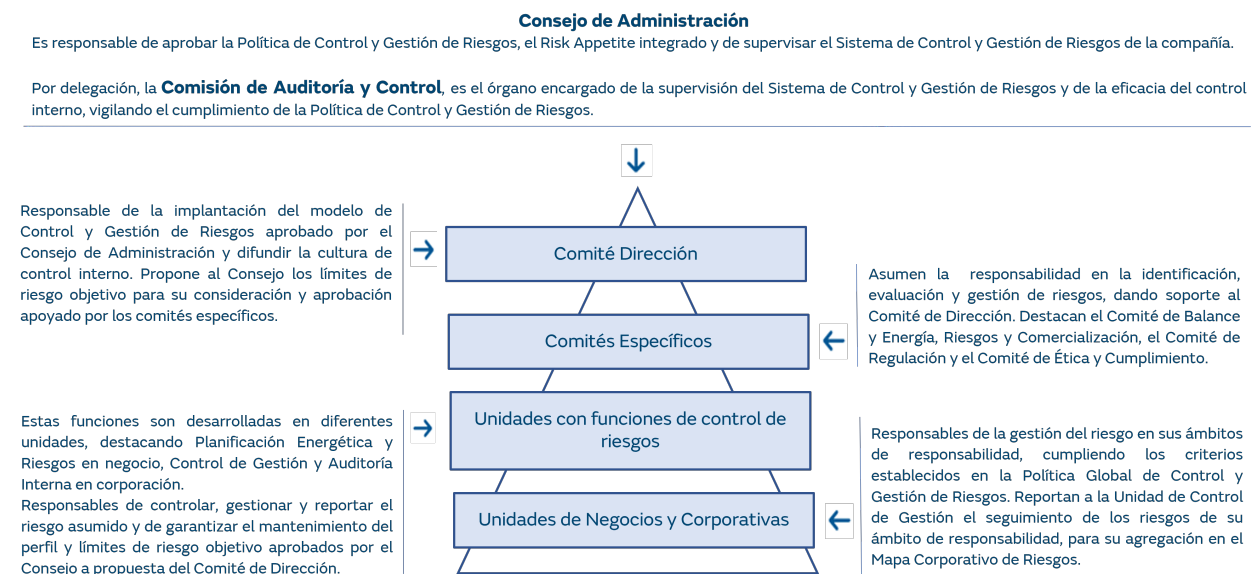 Consejo de Administración
Es responsable de aprobar la Política de Control y Gestión de Riesgos, el Risk Appetite integrado y de supervisar el Sistema de Control y Gestión de Riesgos de la compañía.
Por delegación, la Comisión de Auditoría y Control, es el órgano encargado de la supervisión del Sistema de Control y Gestión de Riesgos y de la eficacia del control
interno, vigilando el cumplimiento de la Política de Control y Gestión de Riesgos.
Responsable de la implantación del modelo de
Control y Gestión de Riesgos aprobado por el
Consejo de Administración y difundir la cultura de
control interno. Propone al Consejo los límites de
riesgo objetivo para su consideración y aprobación
apoyado por los comités específicos.
Comité Dirección
Comités Específicos
Asumen la responsabilidad en la identificación,
evaluación y gestión de riesgos, dando soporte al
Comité de Dirección. Destacan el Comité de Balance
y Energía, Riesgos y Comercialización, el Comité de
Regulación y el Comité de Ética y Cumplimiento.
Estas funciones son desarrolladas en diferentes
unidades, destacando Planificación Energética y
Riesgos en negocio, Control de Gestión y Auditoría
Interna en corporación.
Responsables de controlar, gestionar y reportar el
riesgo asumido y de garantizar el mantenimiento del
perfil y límites de riesgo objetivo aprobados por el
Consejo a propuesta del Comité de Dirección.
Unidades con funciones de control de
riesgos
Unidades de Negocios y Corporativas
Responsables de la gestión del riesgo en sus ámbitos
de responsabilidad, cumpliendo los criterios
establecidos en la Política Global de Control y
Gestión de Riesgos. Reportan a la Unidad de Control
de Gestión el seguimiento de los riesgos de su
ámbito de responsabilidad, para su agregación en el
Mapa Corporativo de Riesgos.